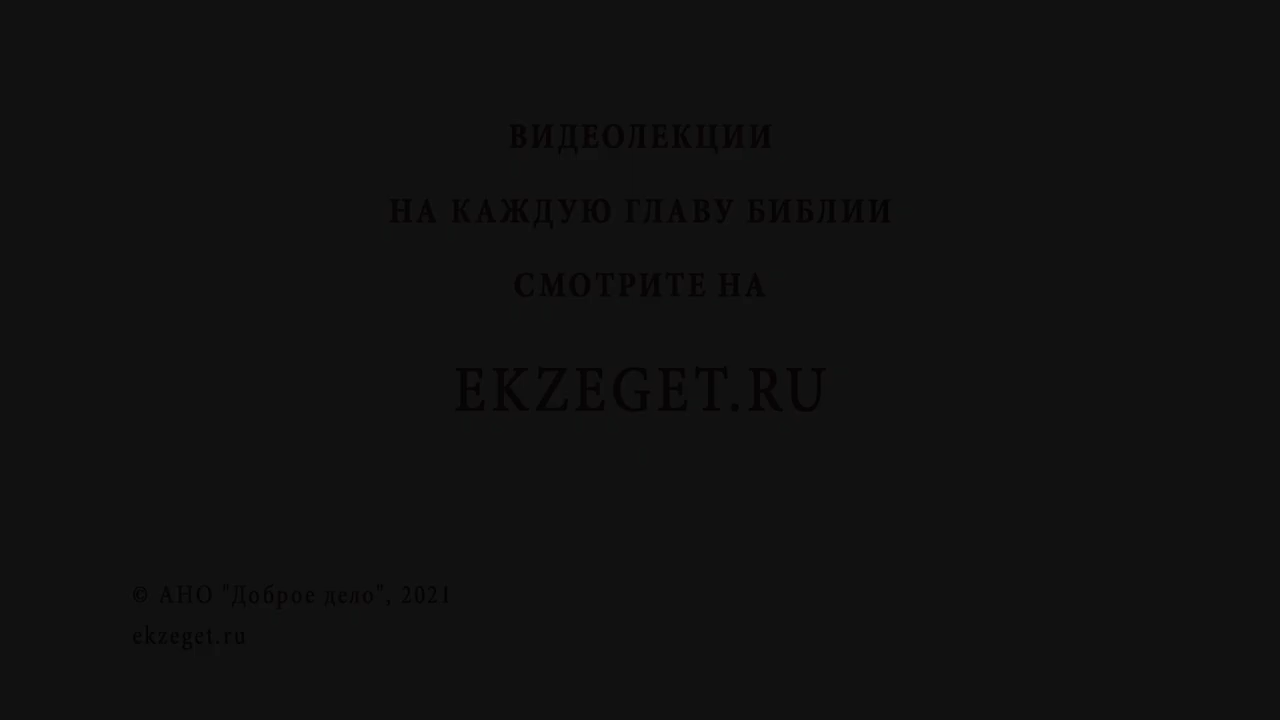 ВИДЕОЛЕКЦИИ
НА КАЖДУЮ ГЛАВУ БИБЛИИ
СМОТРИТЕ НА
EKZEGET.RU
© АНО "Доброе дело", 2021
ekzeget.ru